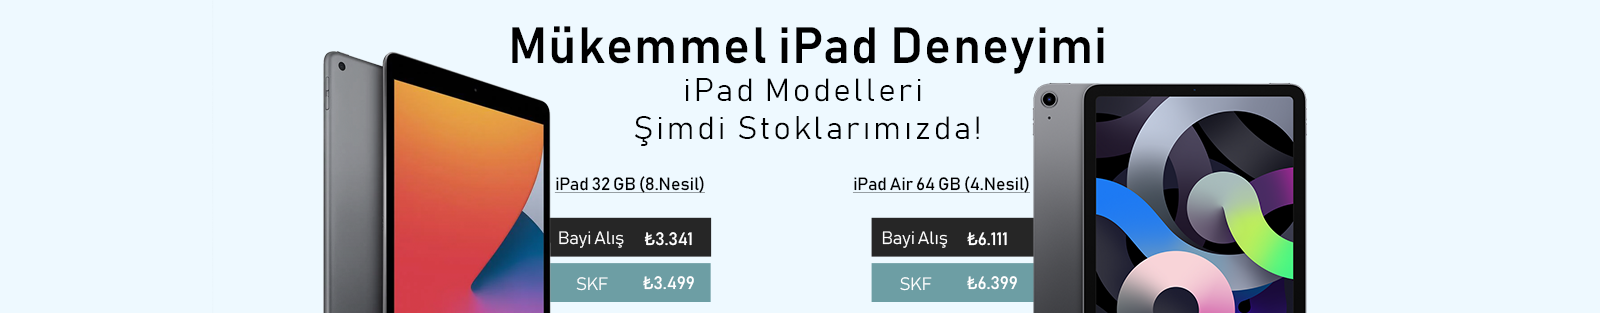 Mükemmel iPad Deneyimi
iPad Modelleri
Şimdi Stoklarımızda!
iPad 32 GB (8.Nesil)
Bayi Alış ₺3.341
SKF ₺3.499
iPad Air 64 GB (4.Nesil)
Bayi Alış ₺6.111
SKF ₺6.399